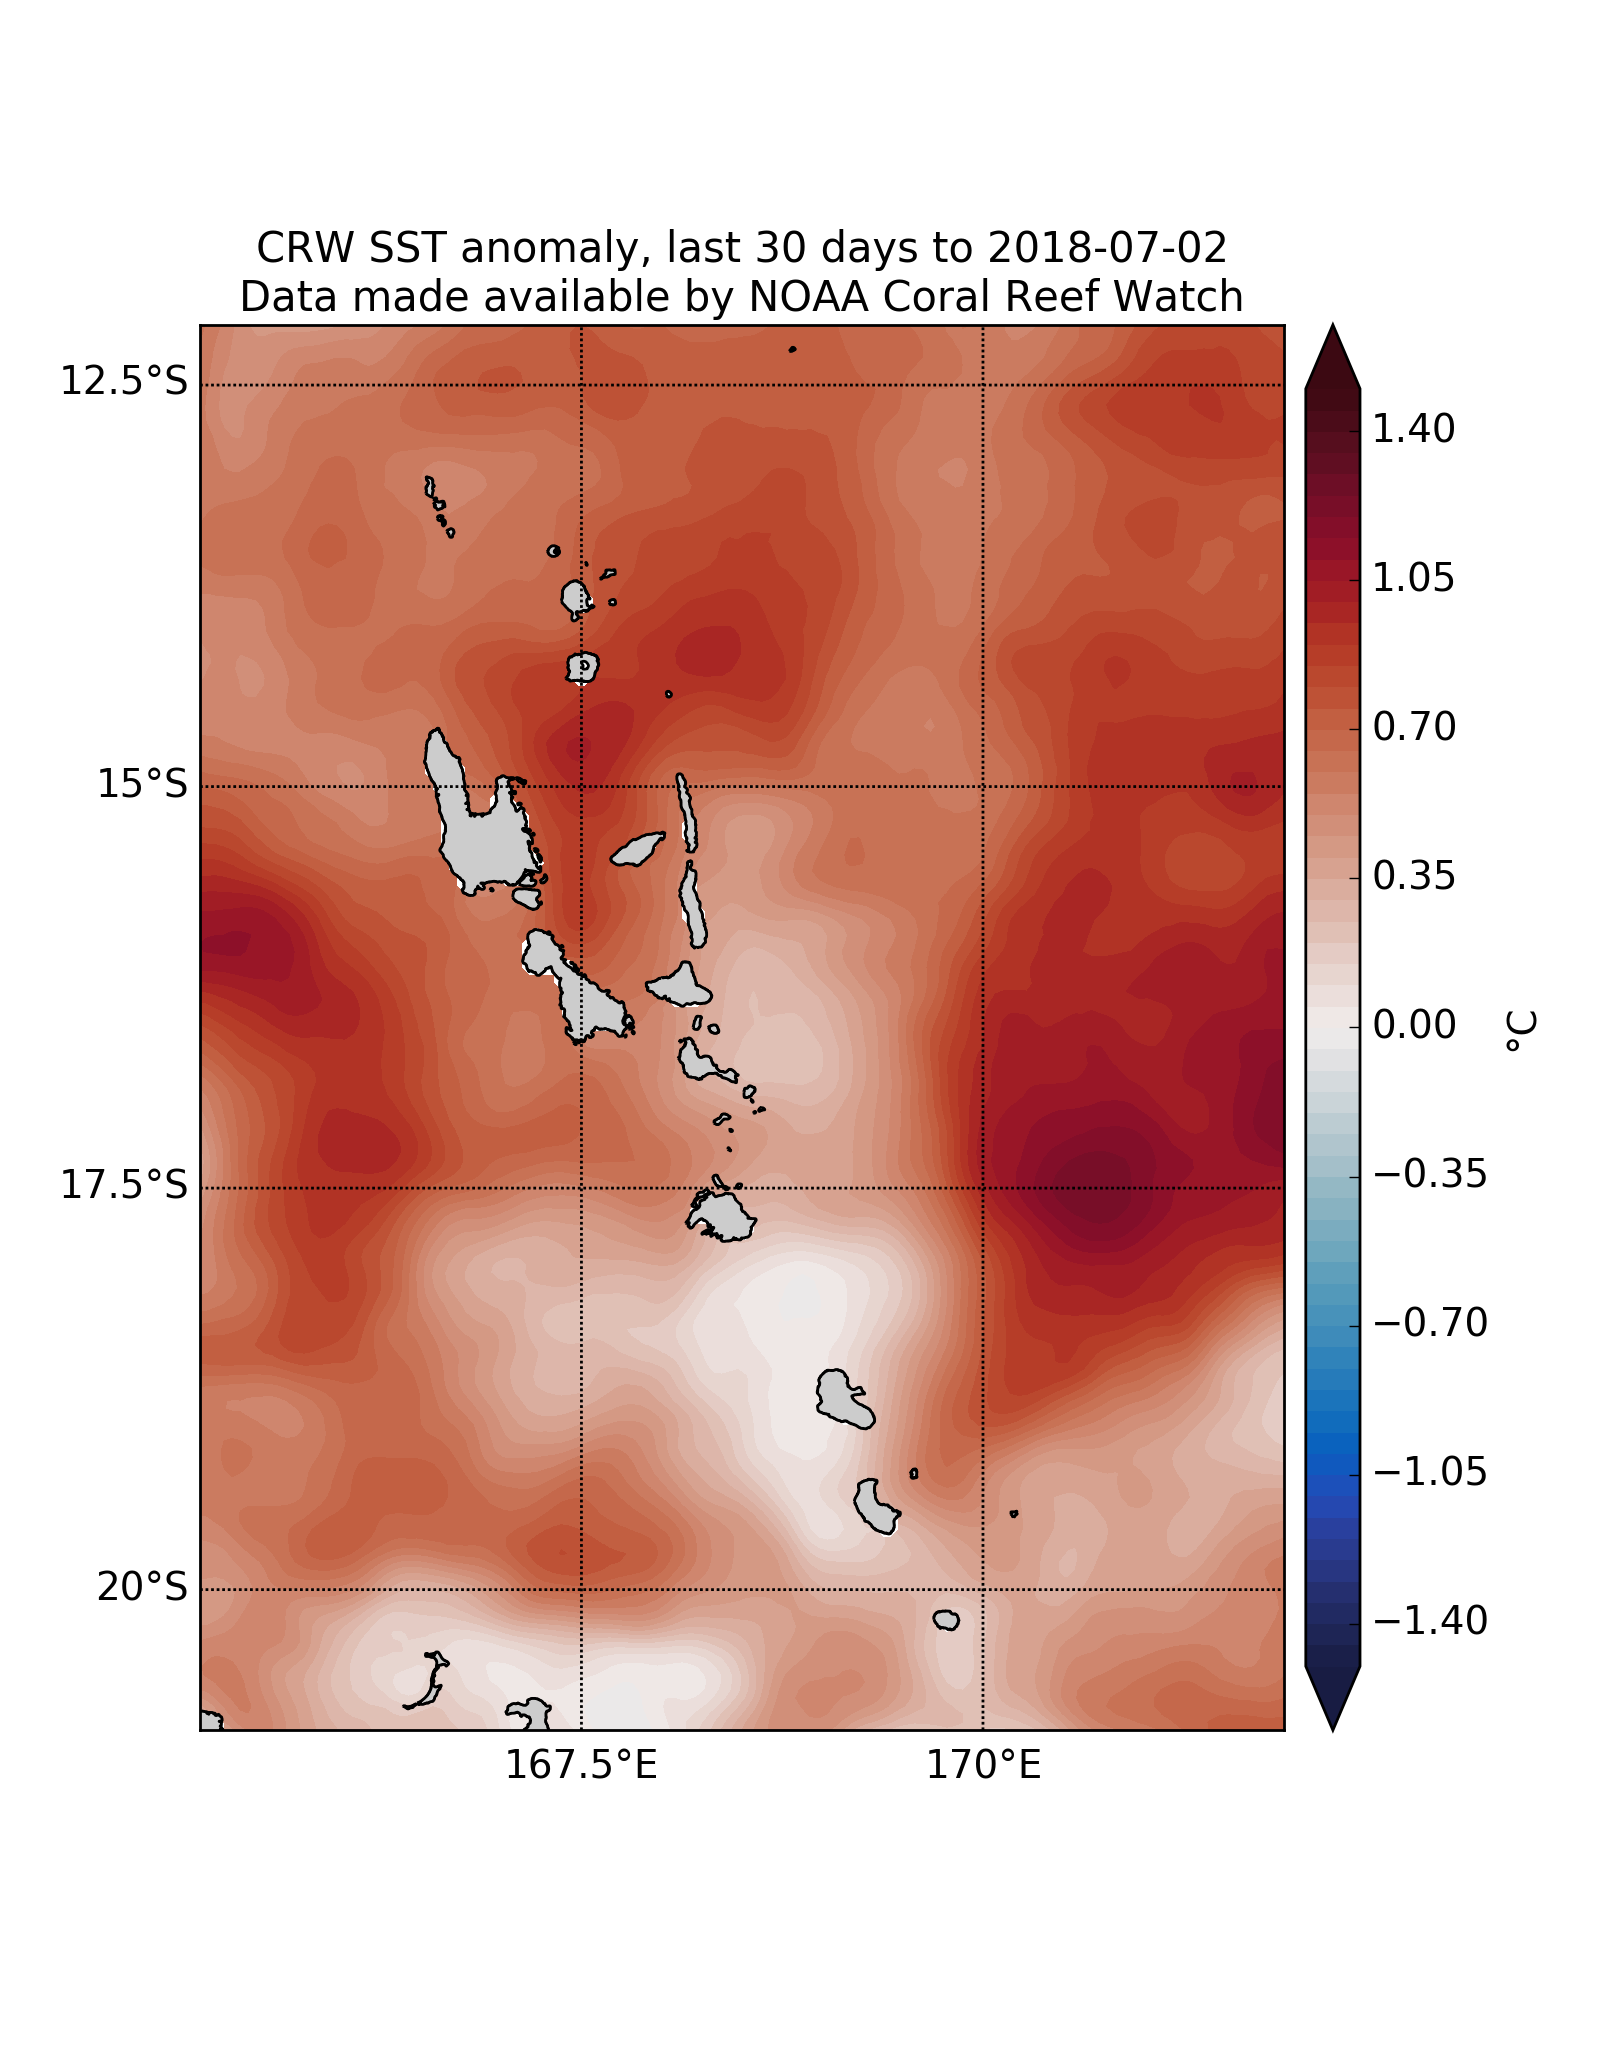 CRW SST anomaly, last 30 days to 2018-07-02
Data made available by NOAA Coral Reef Watch
12.5°S
15°S
17.5°S
20°S
167.5°E
170°E
1.40
1.05
0.70
0.35
0.00
−0.35
−0.70
−1.05
−1.40
°C